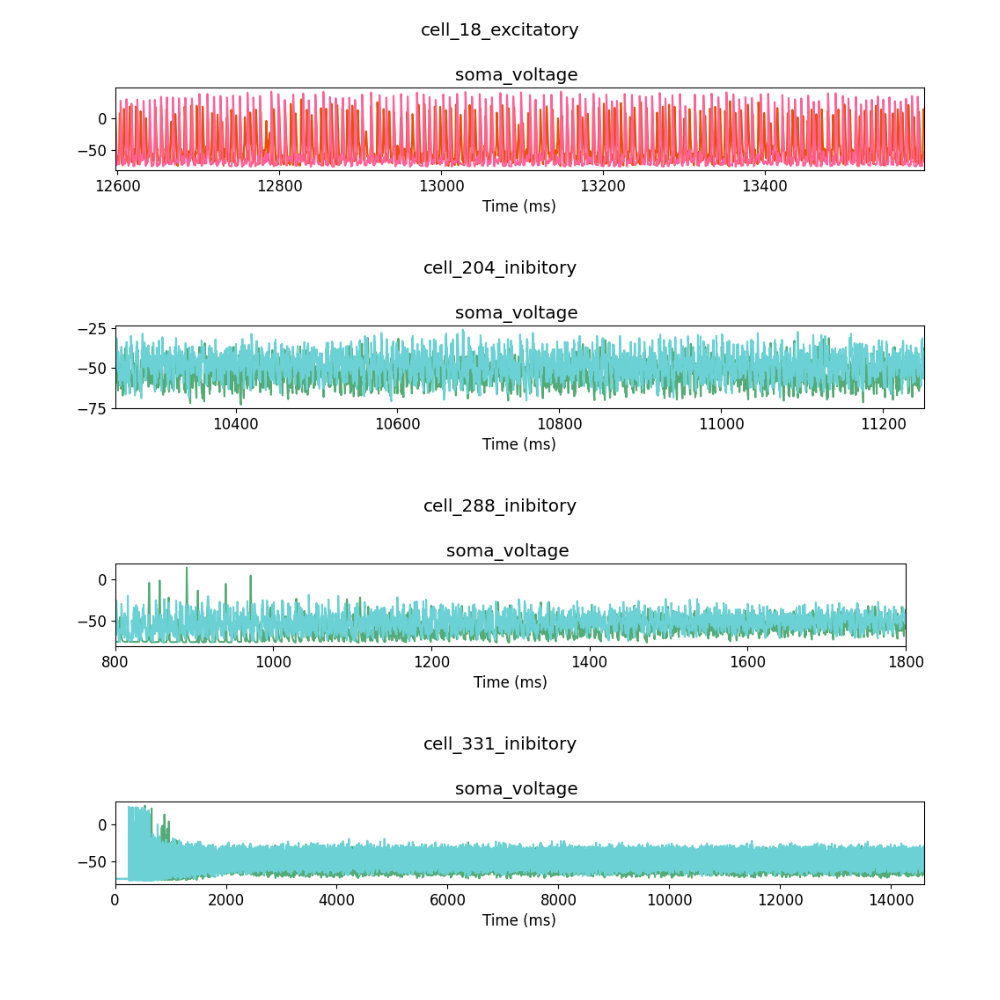 cell_18_excitatory
soma_voltage
0
−50
12600 12800 13000 13200 13400
Time (ms)
cell_204_inibitory
soma_voltage
−25
−50
−75
10400 10600 10800 11000 11200
Time (ms)
cell_288_inibitory
soma_voltage
0
−50
800 1000 1200 1400 1600 1800
Time (ms)
cell_331_inibitory
soma_voltage
0
−50
0 2000 4000 6000 8000 10000 12000 14000
Time (ms)